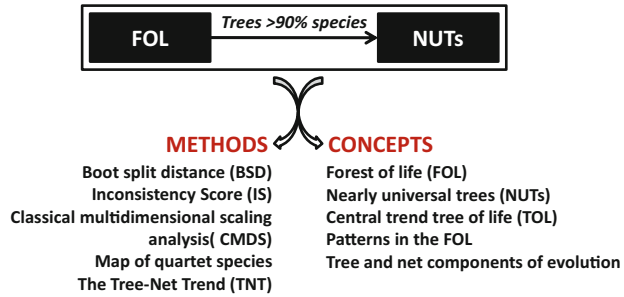 Trees >90% species
FOL
NUTs
METHODS
Boot split distance (BSD)
Inconsistency Score (IS)
Classical multidimensional scaling
analysis( CMDS)
Map of quartet species
The Tree-Net Trend (TNT)
CONCEPTS
Forest of life (FOL)
Nearly universal trees (NUTs)
Central trend tree of life (TOL)
Patterns in the FOL
Tree and net components of evolution